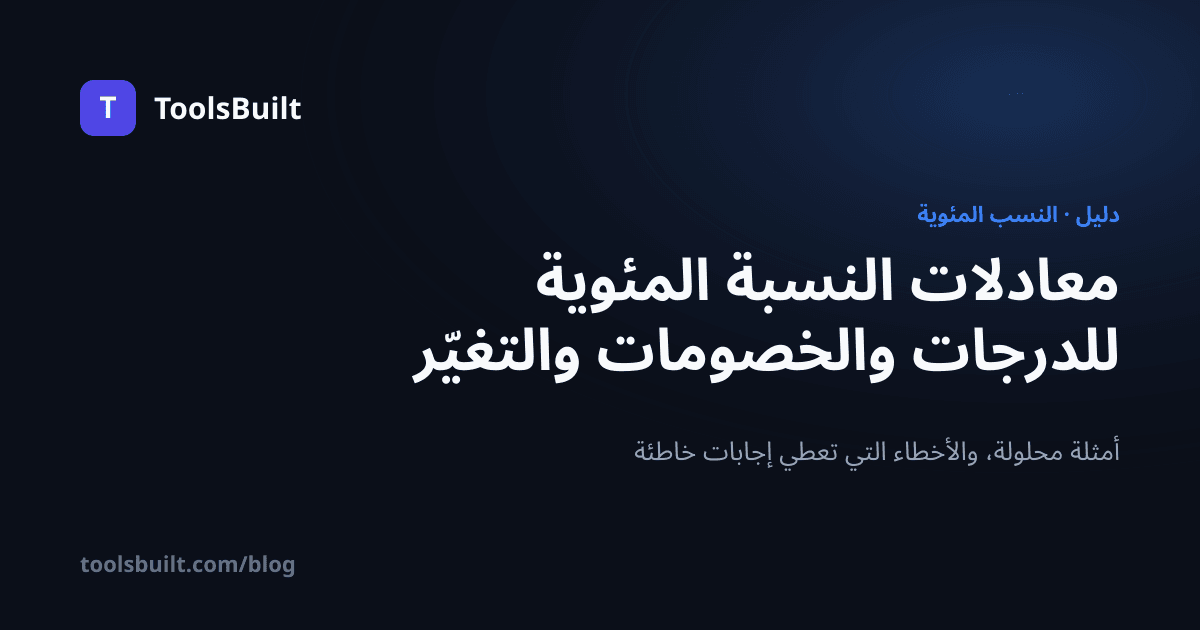 T ToolsBuilt
دليل · النسب المئوية
معادلات النسبة المئوية
للدرجات والخصومات والتغيّر
أمثلة محلولة، والأخطاء التي تعطي إجابات خاطئة
toolsbuilt.com/blog